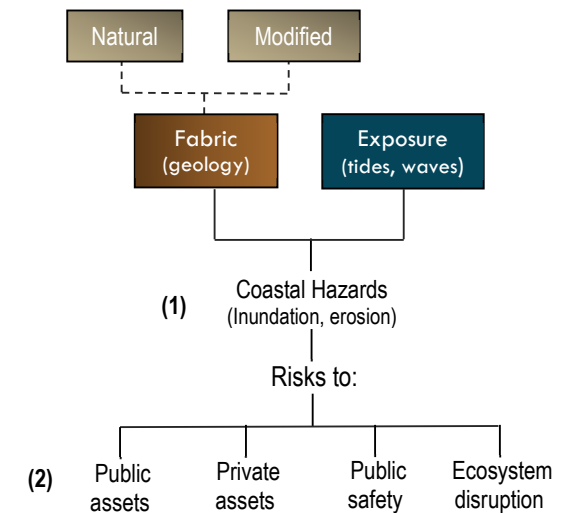 Natural
Modified
Fabric
(geology)
Exposure
(tides, waves)
(1)
Coastal Hazards
(Inundation, erosion)
Risks to:
(2)
Public
assets
Private
assets
Public
safety
Ecosystem
disruption